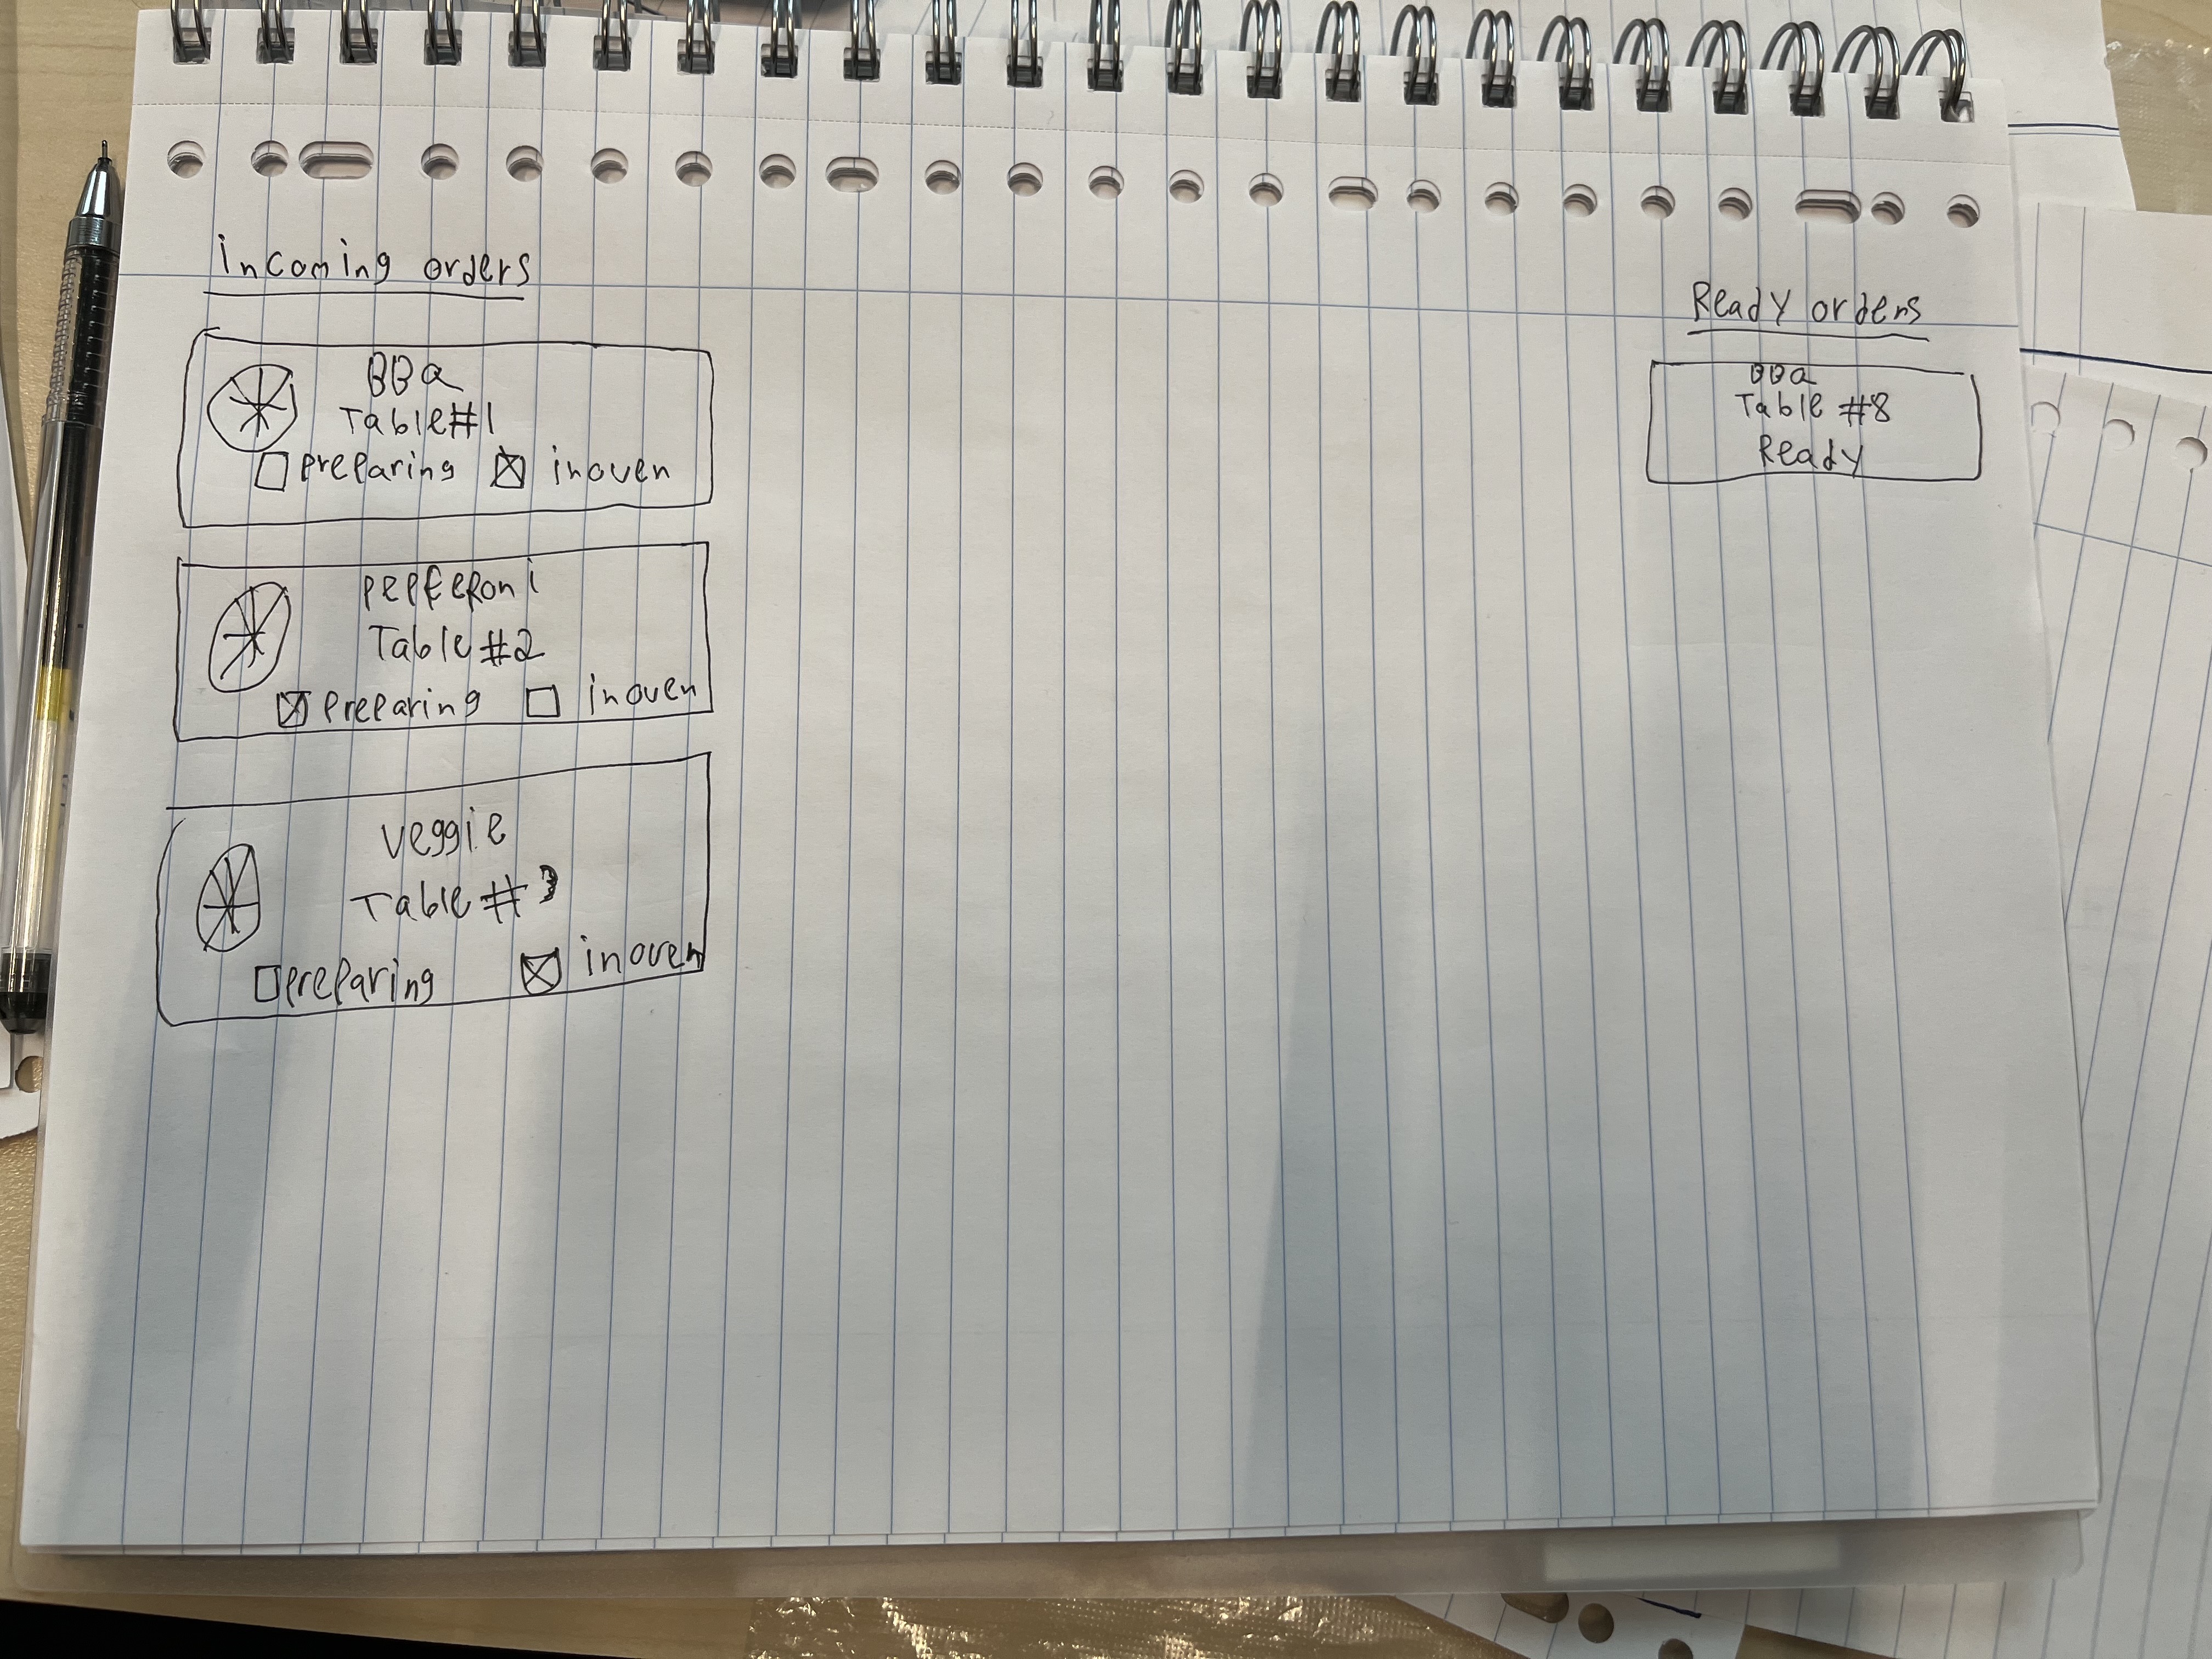 incoming orders
BBQ
Table#1
preparing inoven
pepperoni
Table #2
preparing inoven
veggie
Table #3
preparing inoven
Ready orders
BBQ
Table #8
Ready